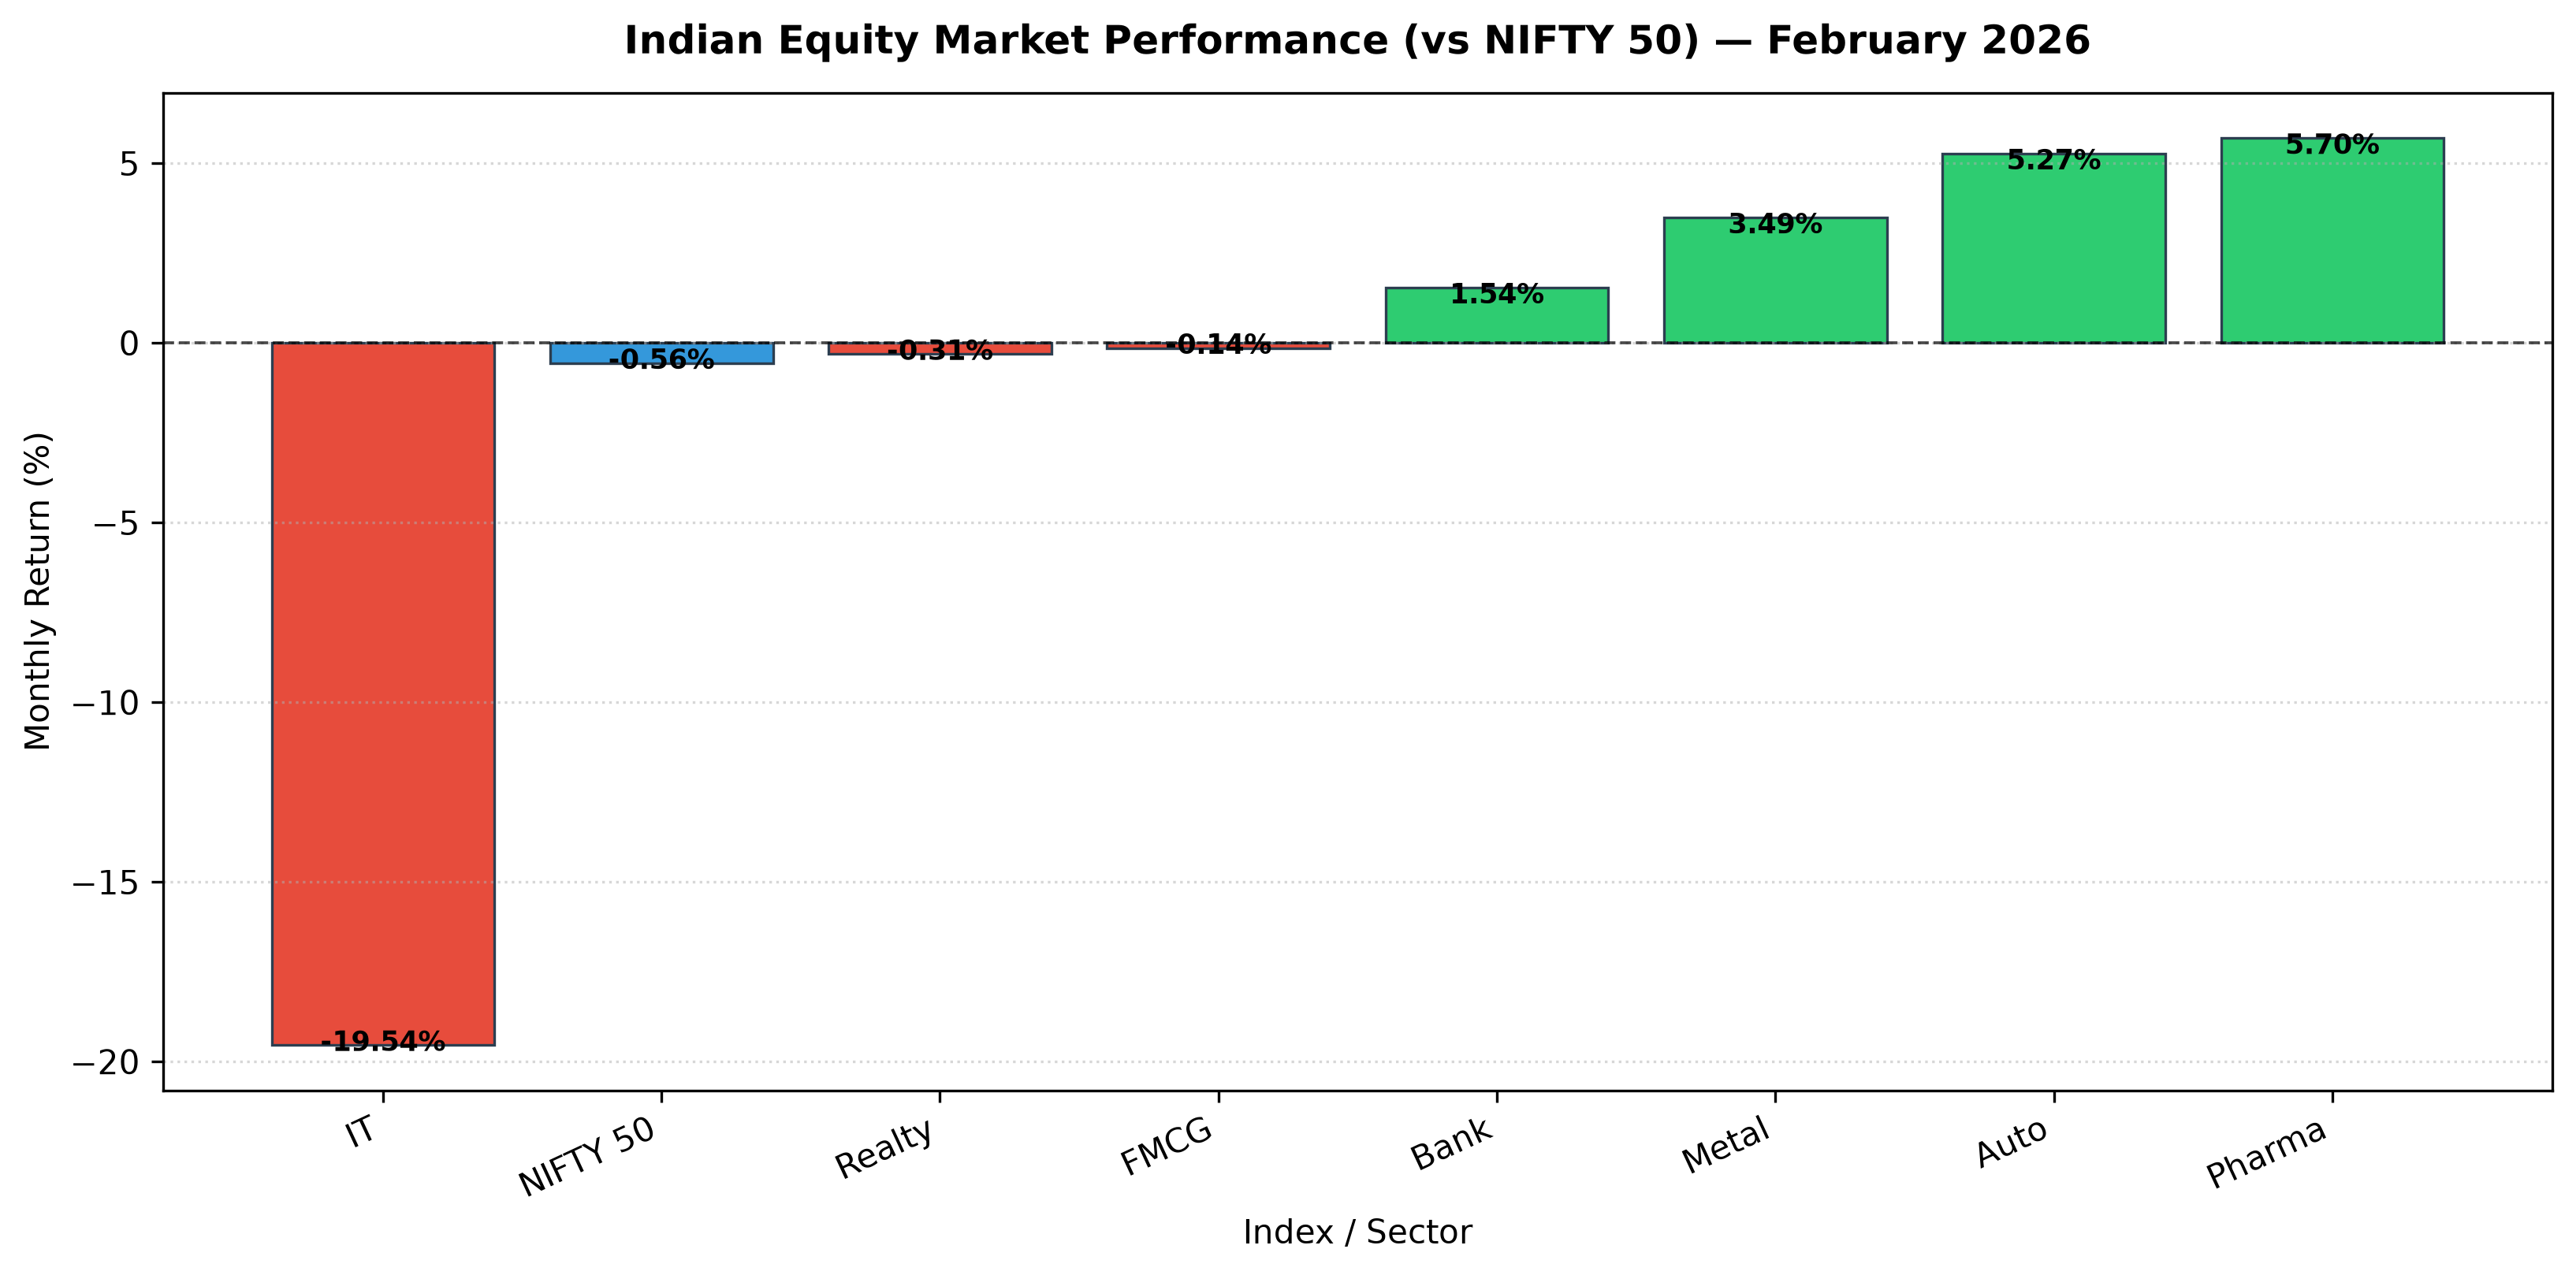 Indian Equity Market Performance (vs NIFTY 50) — February 2026
Monthly Return (%)
5
0
−5
−10
−15
−20
-19.54%
-0.56%
-0.31%
-0.14%
1.54%
3.49%
5.27%
5.70%
IT
NIFTY 50
Realty
FMCG
Bank
Metal
Auto
Pharma
Index / Sector